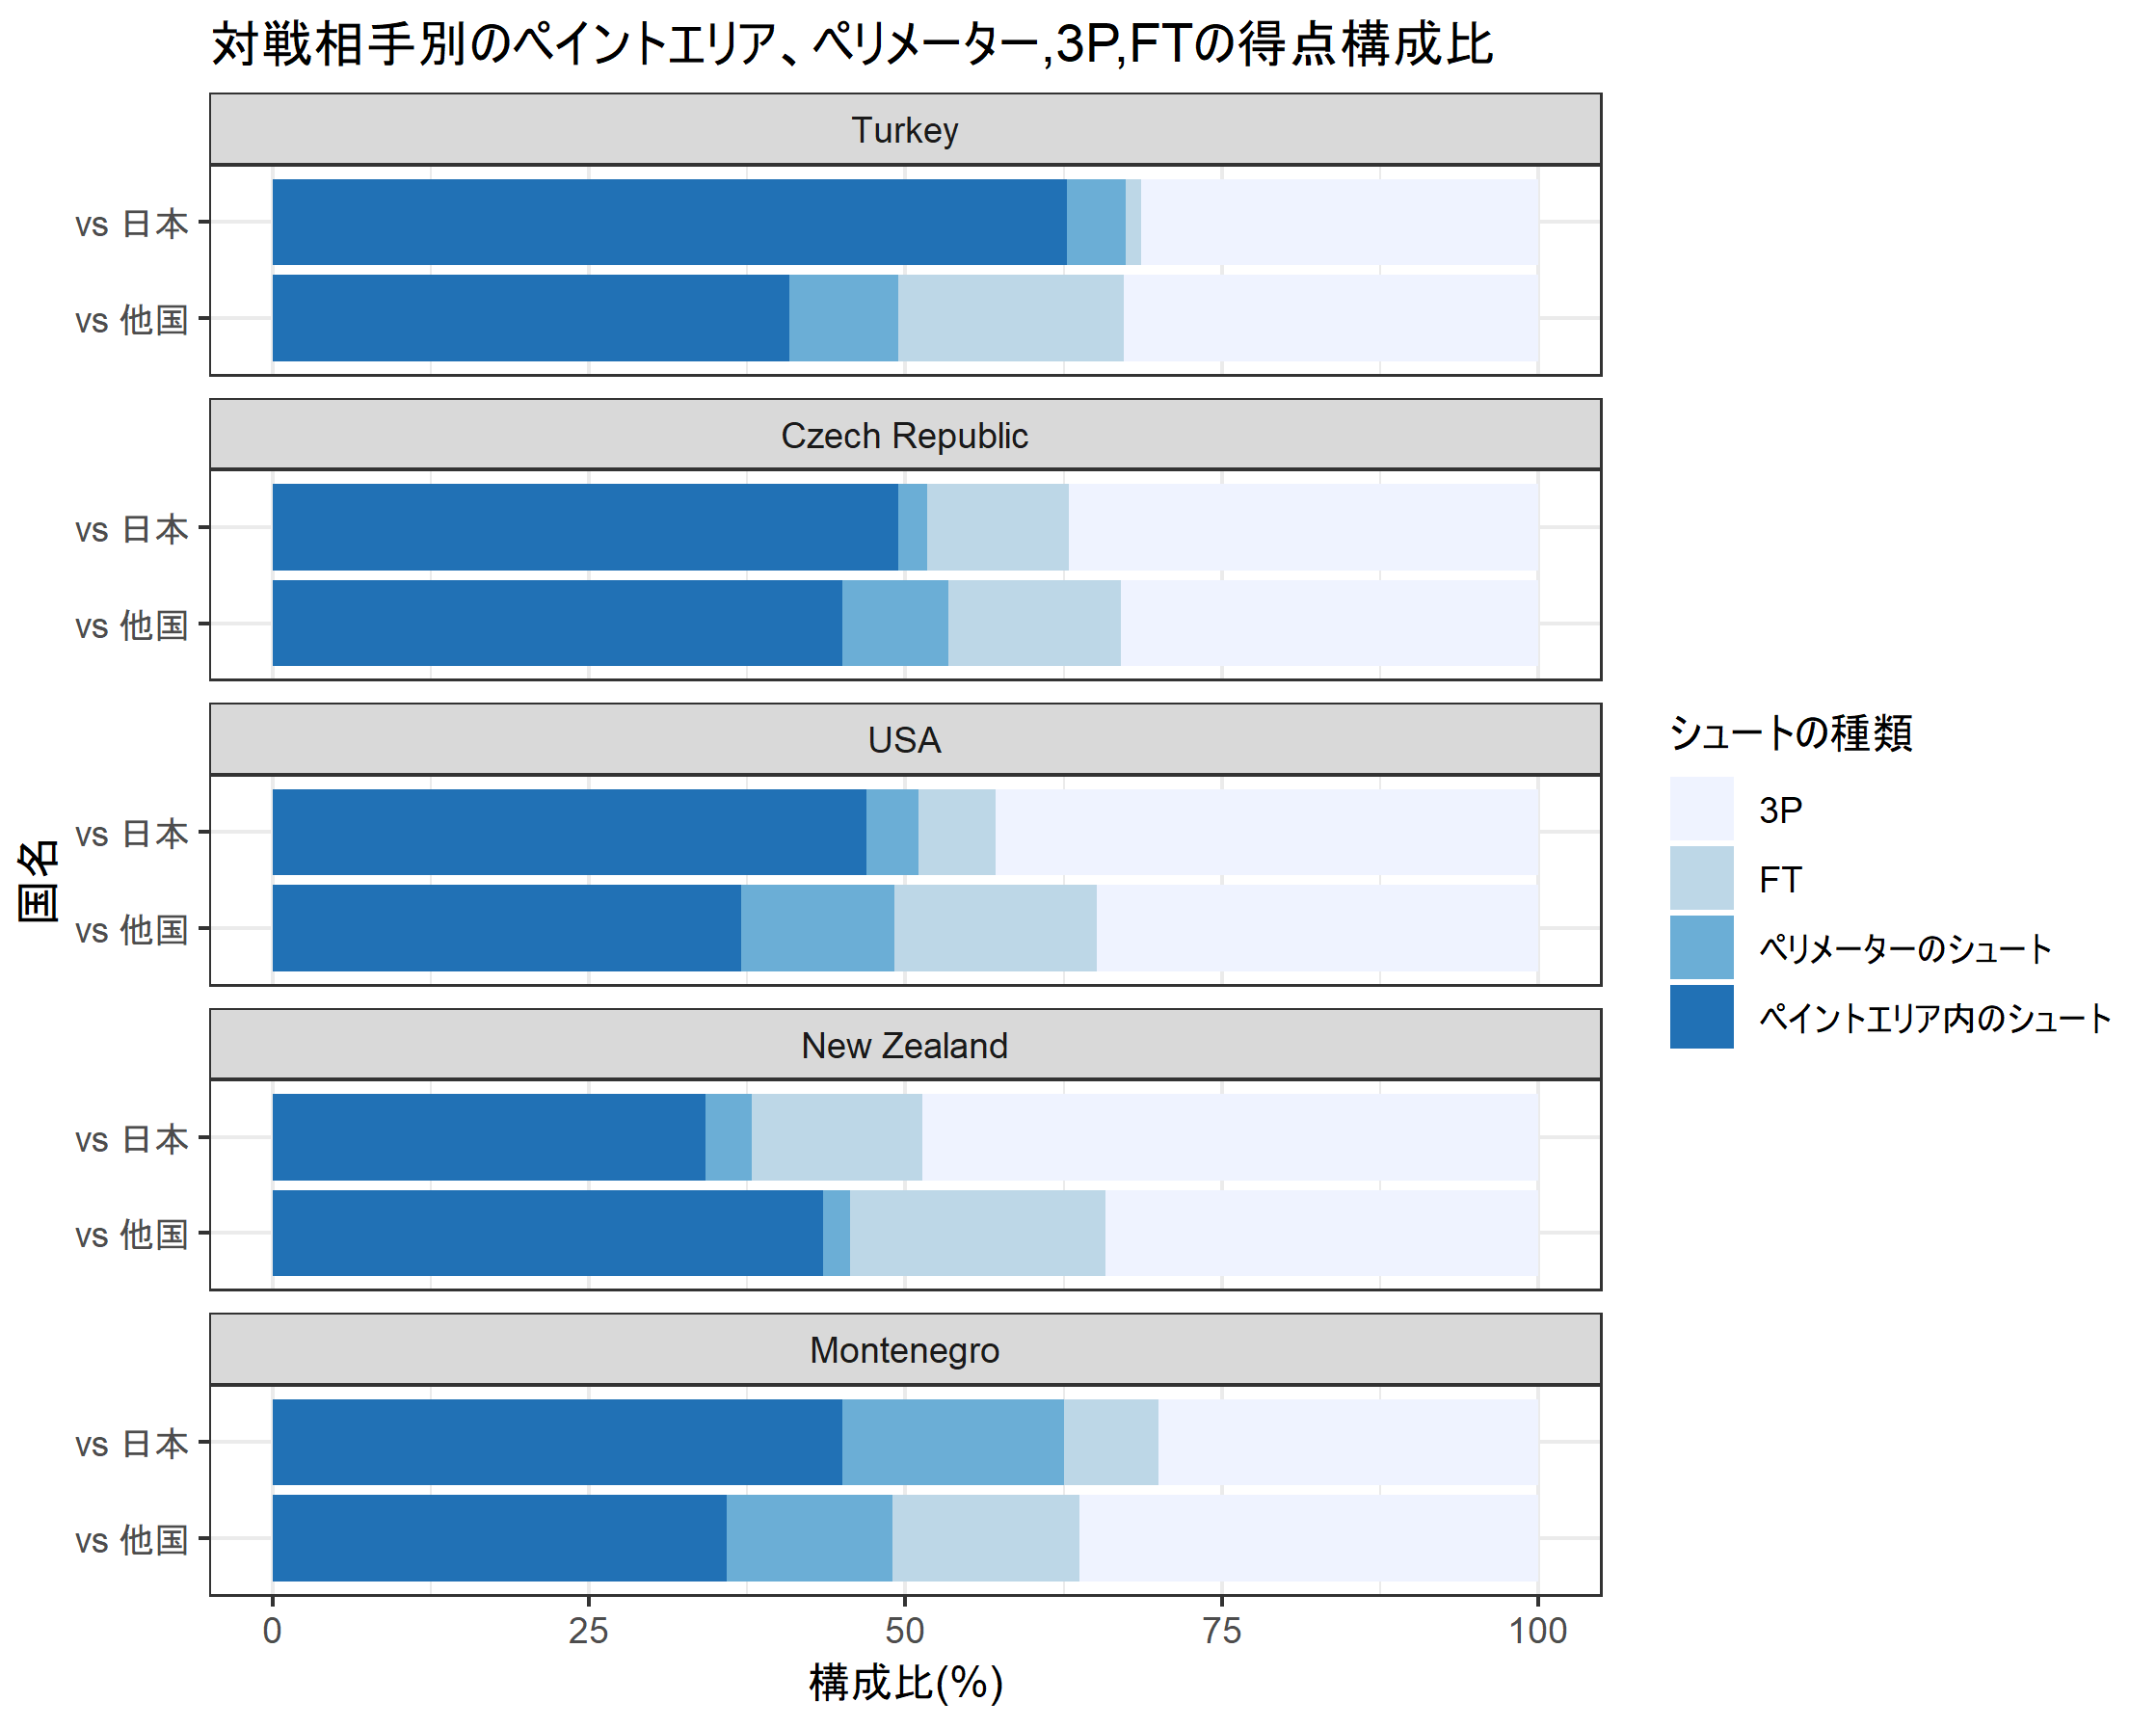 対戦相手別のペイントエリア、ペリメーター,3P,FTの得点構成比
Turkey
vs 日本
vs 他国
Czech Republic
vs 日本
vs 他国
USA
vs 日本
vs 他国
New Zealand
vs 日本
vs 他国
Montenegro
vs 日本
vs 他国
0 25 50 75 100
構成比(%)
国名
シュートの種類
3P
FT
ペリメーターのシュート
ペイントエリア内のシュート